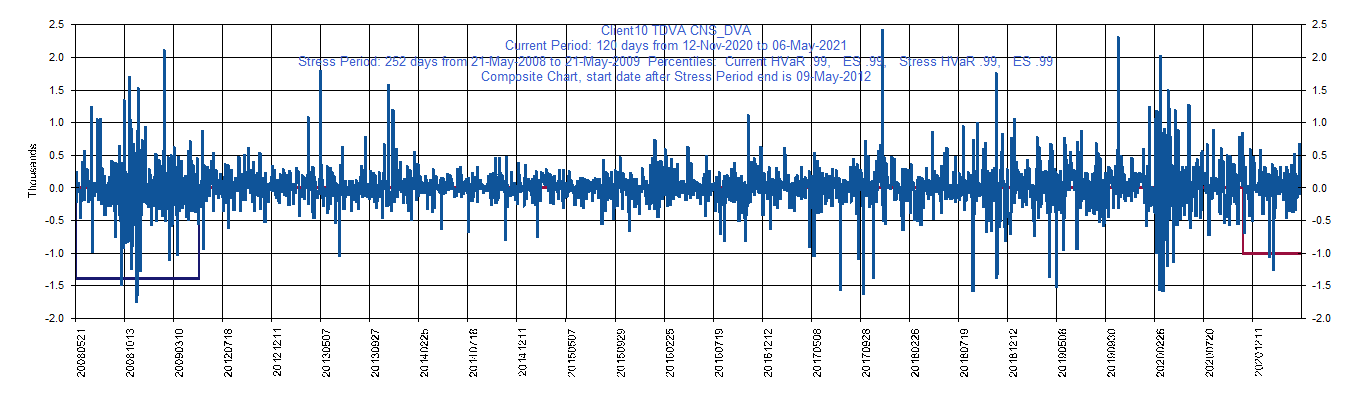 Client10 TDVA CNS_DVA
Current Period: 120 days from 12-Nov-2020 to 06-May-2021
Stress Period: 252 days from 21-May-2008 to 21-May-2009 Percentiles: Current HVaR .99, ES .99, Stress HVaR .99, ES .99
Composite Chart, start date after Stress Period end is 09-May-2012
Thousands
2.5 2.5
2.0 2.0
1.5 1.5
1.0 1.0
0.5 0.5
0.0 0.0
-0.5 -0.5
-1.0 -1.0
-1.5 -1.5
-2.0 -2.0
20080521 20081013 20090310 20120718 20121211 20130507 20130927 20140225 20140718 20141211 20150507 20150929 20160225 20160719 20161212 20170508 20170928 20180226 20180719 20181212 20190508 20190930 20200226 20200720 20201211